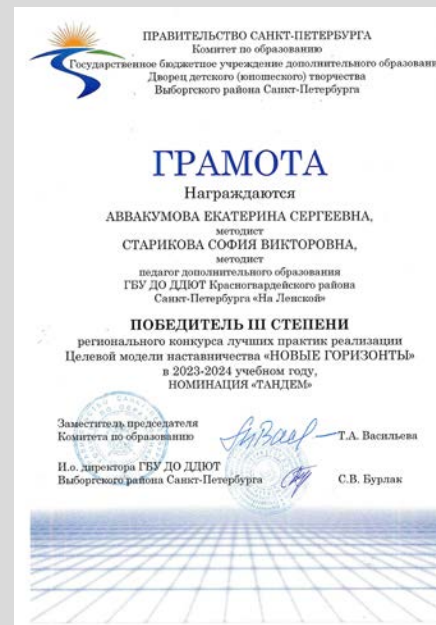 ПРАВИТЕЛЬСТВО САНКТ-ПЕТЕРБУРГА
Комитет по образованию
Государственное бюджетное учреждение дополнительного образовани
Дворец детского (юношеского) творчества
Выборгского района Санкт-Петербурга
ГРАМОТА
Награждаются
АВВАКУМОВА ЕКАТЕРИНА СЕРГЕЕВНА,
методист
СТАРИКОВА СОФИЯ ВИКТОРОВНА,
методист
педагог дополнительного образования
ГБУ ДО ДДЮТ Красногвардейского района
Санкт-Петербурга «На Ленской»
ПОБЕДИТЕЛЬ III СТЕПЕНИ
регионального конкурса лучших практик реализации
Целевой модели наставничества «НОВЫЕ ГОРИЗОНТЫ»
в 2023-2024 учебном году,
НОМИНАЦИЯ «ТАНДЕМ»
Заместитель председателя
Комитета по образованию Т.А. Васильева
И.о. директора ГБУ ДО ДДЮТ
Выборгского района Санкт-Петербурга С.В. Бурлак